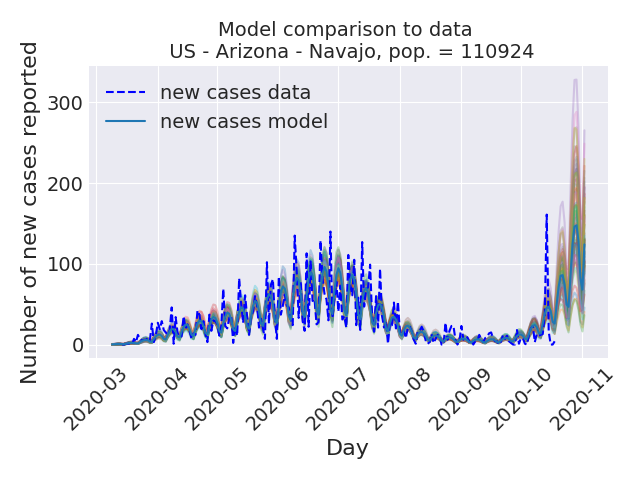 Model comparison to data
US - Arizona - Navajo, pop. = 110924
Number of new cases reported
300
200
100
0
new cases data
new cases model
2020-03
2020-04
2020-05
2020-06
2020-07
2020-08
2020-09
2020-10
2020-11
Day